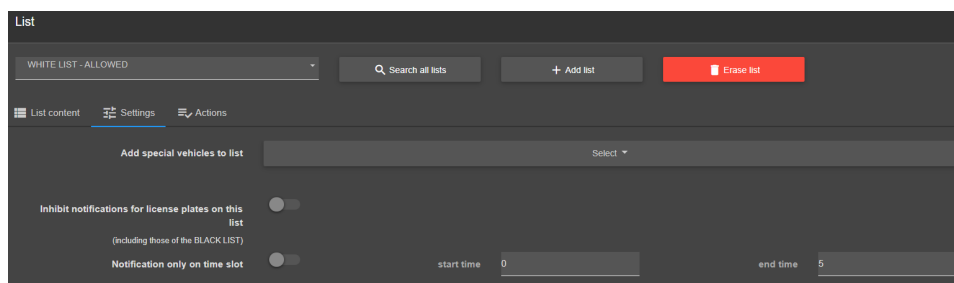 List
WHITE LIST - ALLOWED
Search all lists
Add list
Erase list
List content
Settings
Actions
Add special vehicles to list
Select
Inhibit notifications for license plates on this
list
(including those of the BLACK LIST)
Notification only on time slot
start time
0
end time
5